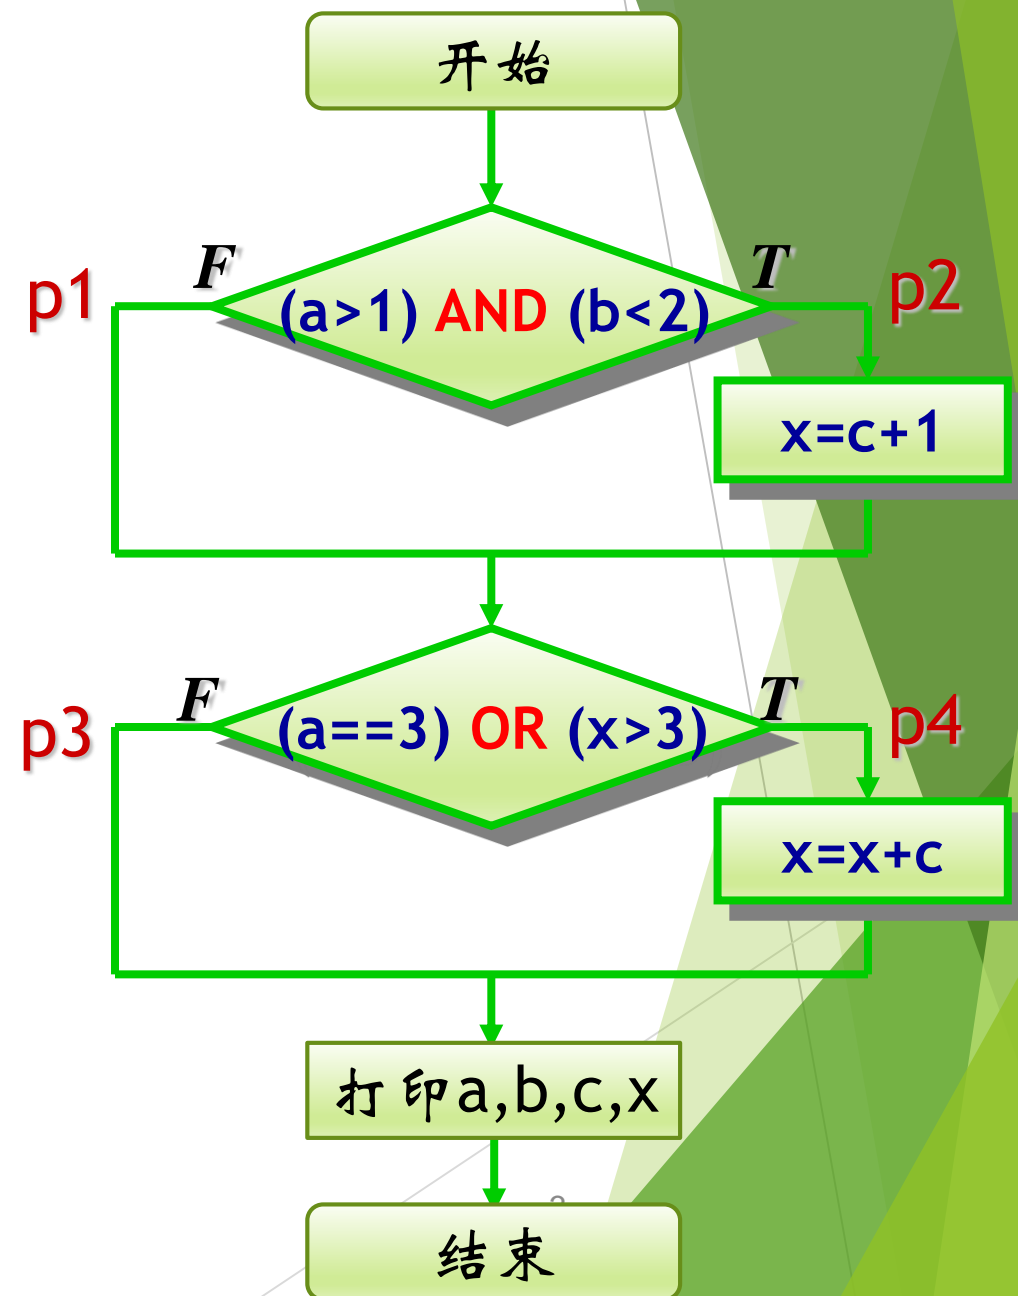 开始
F
T
p1
(a>1) AND (b<2)
p2
x=c+1
F
T
p3
(a==3) OR (x>3)
p4
x=x+c
打印a,b,c,x
结束